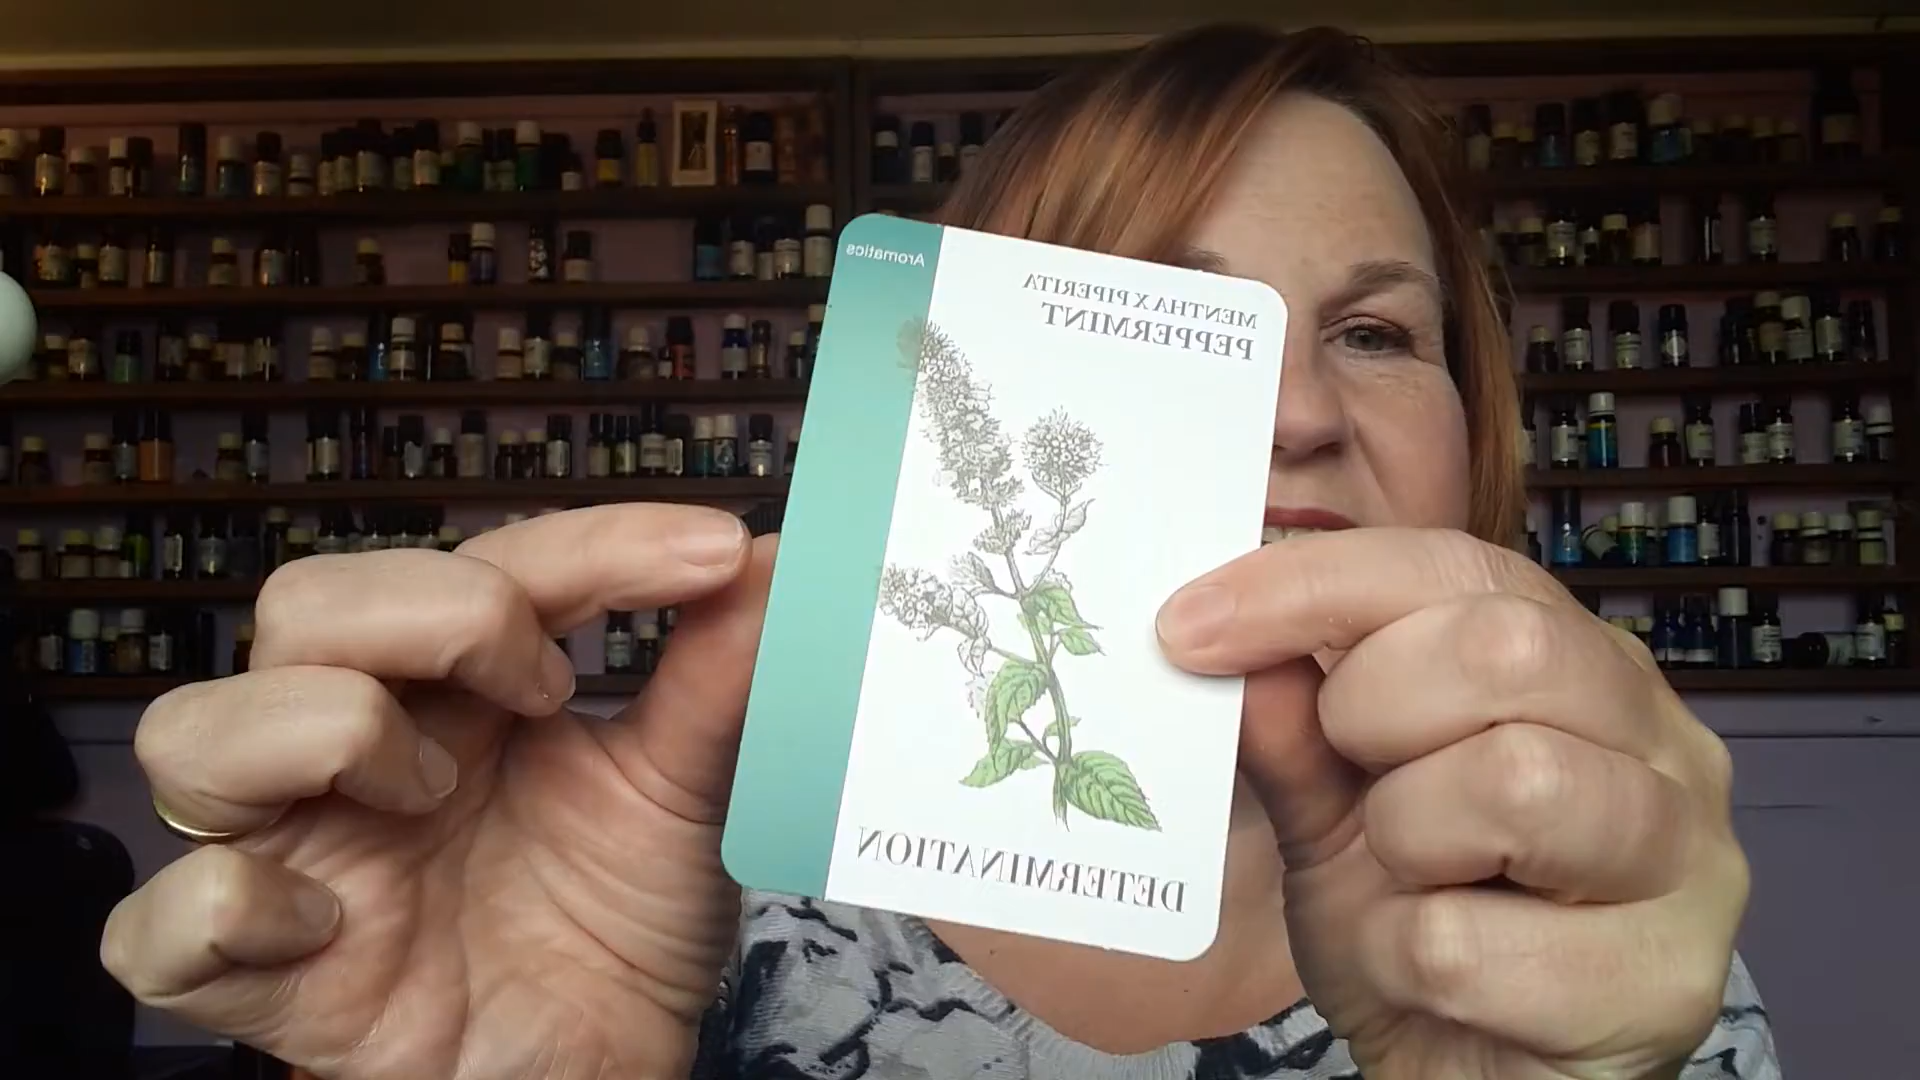 Aromatics
MENTHA X PIPERITA
PEPPERMINT
DETERMINATION